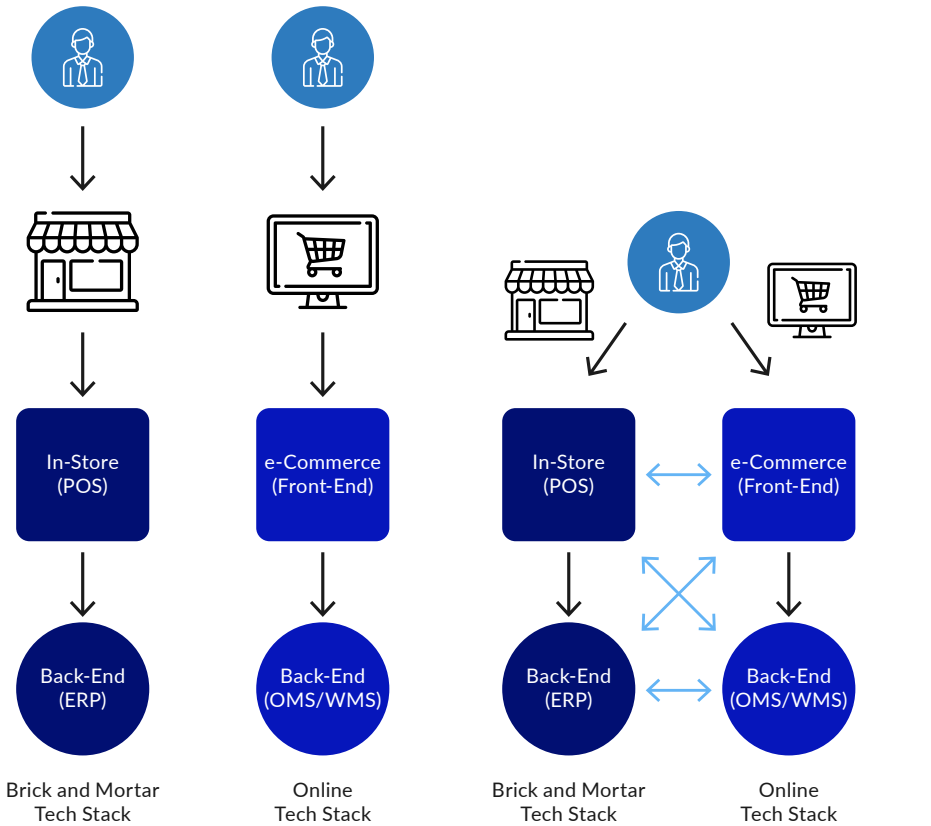 In-Store
(POS)
e-Commerce
(Front-End)
In-Store
(POS)
e-Commerce
(Front-End)
Back-End
(ERP)
Back-End
(OMS/WMS)
Back-End
(ERP)
Back-End
(OMS/WMS)
Brick and Mortar
Tech Stack
Online
Tech Stack
Brick and Mortar
Tech Stack
Online
Tech Stack